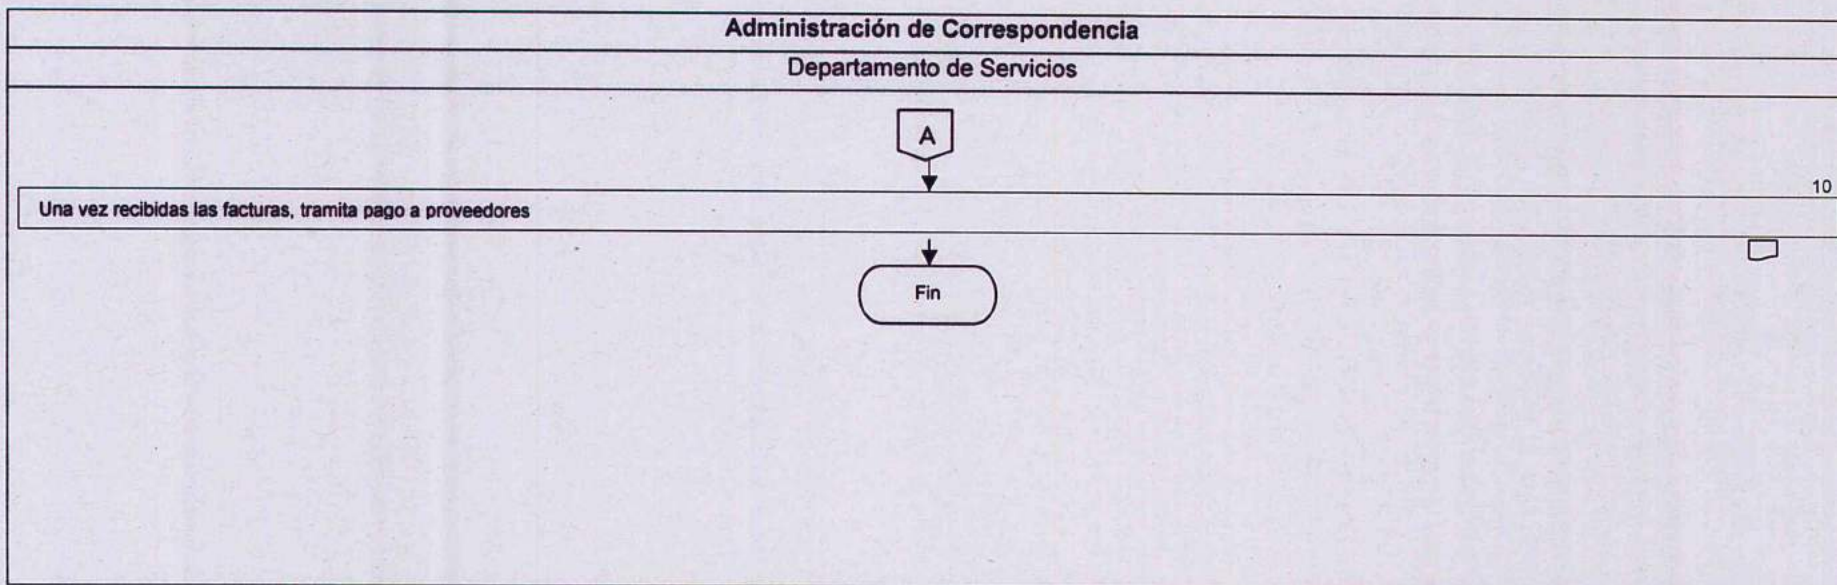 Administración de Correspondencia
Departamento de Servicios
A
10
Una vez recibidas las facturas, tramita pago a proveedores
Fin